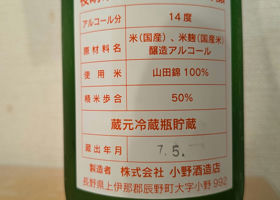 アルコール分 14度
原材料名 米(国産)、米麹(国産米)
醸造アルコール
使用米 山田錦100%
精米歩合 50%
蔵元冷蔵瓶貯蔵
蔵出年月 7.5.
製造者 株式会社 小野酒造店
長野県上伊那郡辰野町大字小野992